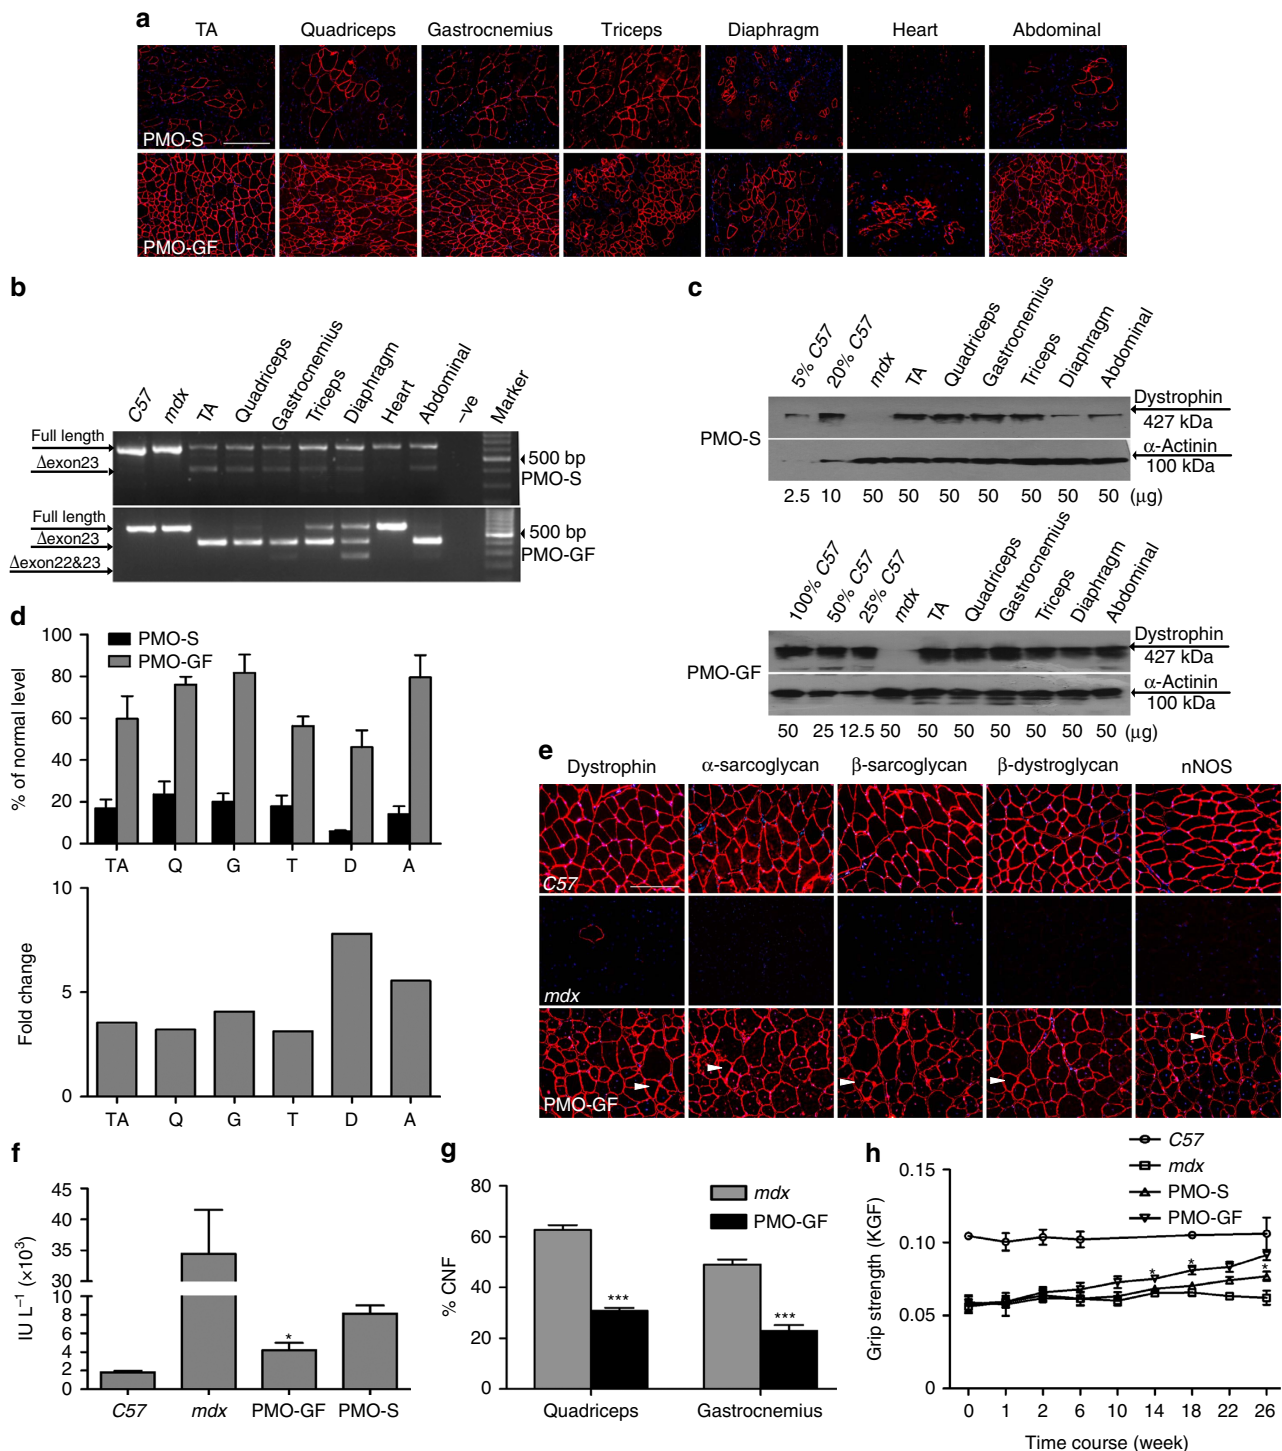 a
TA Quadriceps Gastrocnemius Triceps Diaphragm Heart Abdominal
PMO-S
PMO-GF
b
C57 mdx TA Quadriceps Gastrocnemius Triceps Diaphragm Heart Abdominal –ve Marker
Full length
Δexon23
500 bp
PMO-S
Full length
Δexon23
Δexon22&23
500 bp
PMO-GF
c
5% C57 20% C57 mdx TA Quadriceps Gastrocnemius Triceps Diaphragm Abdominal
PMO-S
Dystrophin
427 kDa
α-Actinin
100 kDa
2.5 10 50 50 50 50 50 50 50 (μg)
100% C57 50% C57 25% C57 mdx TA Quadriceps Gastrocnemius Triceps Diaphragm Abdominal
PMO-GF
Dystrophin
427 kDa
α-Actinin
100 kDa
50 25 12.5 50 50 50 50 50 50 50 (μg)
d
PMO-S
PMO-GF
% of normal level
100
80
60
40
20
0
TA Q G T D A
Fold change
10
5
0
TA Q G T D A
e
Dystrophin α-sarcoglycan β-sarcoglycan β-dystroglycan nNOS
C57
mdx
PMO-GF
f
IU L–1 (×103)
45
40
35
30
10
8
6
4
2
0
*
C57 mdx PMO-GF PMO-S
g
% CNF
80
60
40
20
0
mdx
PMO-GF
***
***
Quadriceps Gastrocnemius
h
C57
mdx
PMO-S
PMO-GF
Grip strength (KGF)
0.15
0.10
0.05
0
* * *
0 1 2 6 10 14 18 22 26
Time course (week)